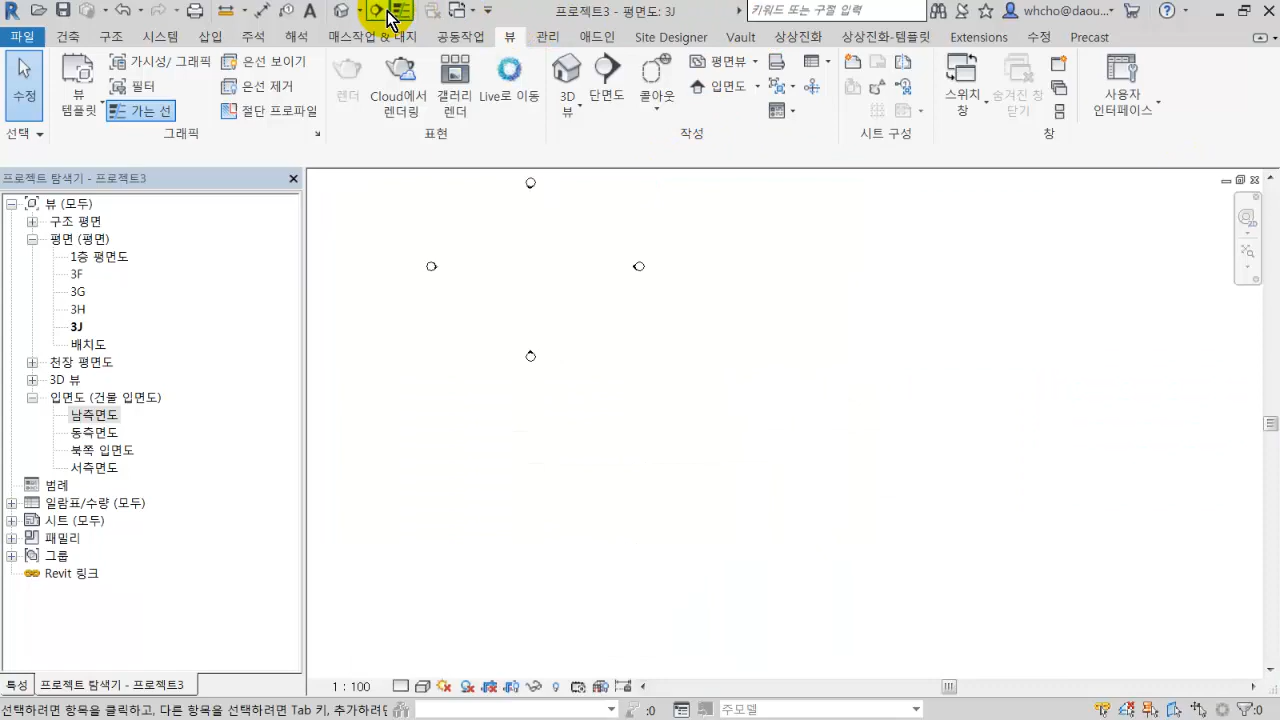 프로젝트3 - 평면도: 3J
키워드 또는 구절 입력
whcho@daou...
파일 건축 구조 시스템 삽입 주석 해석 매스작업 & 대지 공동작업 뷰 관리 애드인 Site Designer Vault 상상진화 상상진화-템플릿 Extensions 수정 Precast
수정
선택
뷰
템플릿
가시성/ 그래픽
필터
가는 선
은선 보이기
은선 제거
절단 프로파일
그래픽
렌더
Cloud에서
렌더링
갤러리
렌더
Live로 이동
표현
3D
뷰
단면도
콜아웃
평면뷰
입면도
작성
시트 구성
스위치
창
숨겨진 창
닫기
창
사용자
인터페이스
프로젝트 탐색기 - 프로젝트3
뷰 (모두)
구조 평면
평면 (평면)
1층 평면도
3F
3G
3H
3J
배치도
천장 평면도
3D 뷰
입면도 (건물 입면도)
남측면도
동측면도
북쪽 입면도
서측면도
범례
일람표/수량 (모두)
시트 (모두)
패밀리
그룹
Revit 링크
특성
프로젝트 탐색기 - 프로젝트3
1 : 100
선택하려면 항목을 클릭하고, 다른 항목을 선택하려면 Tab 키, 추가하려면
:0
주모델
:0